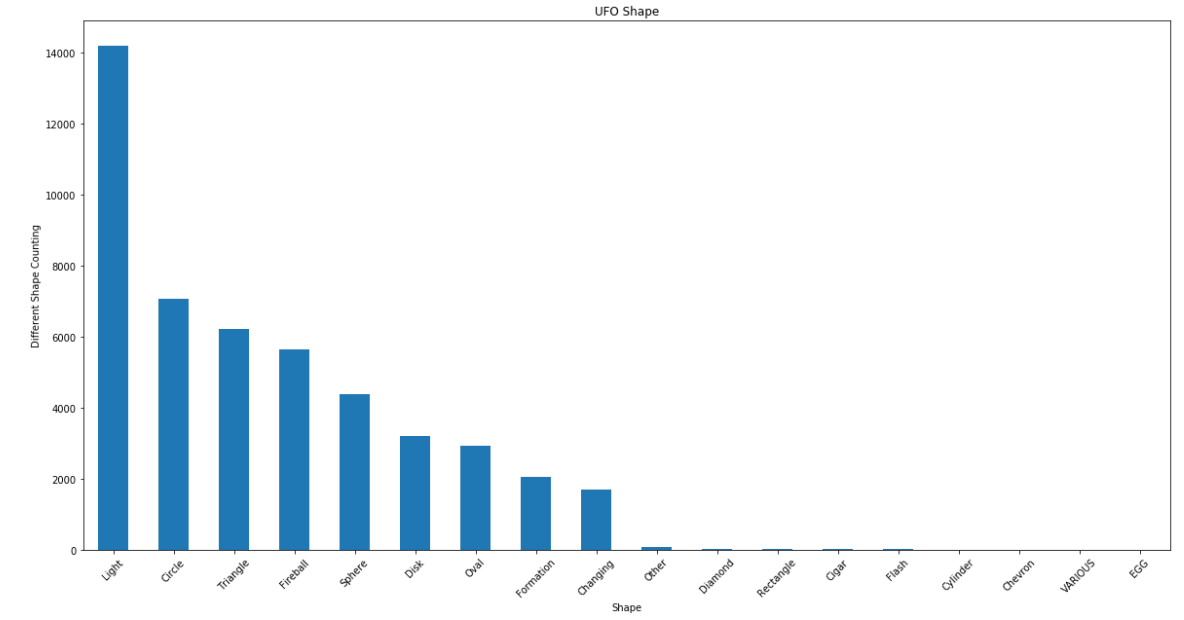 UFO Shape
14000
12000
10000
8000
6000
4000
2000
0
Different Shape Counting
Light
Circle
Triangle
Fireball
Sphere
Disk
Oval
Formation
Changing
Other
Diamond
Rectangle
Cigar
Flash
Cylinder
Chevron
VARIOUS
EGG
Shape